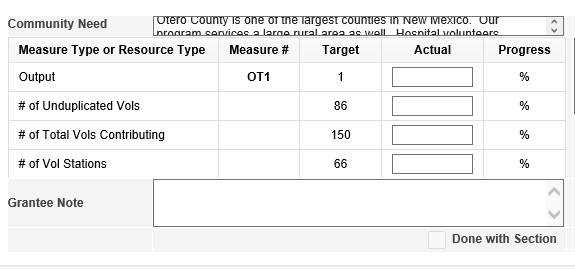 Community Need
Otero County is one of the largest counties in New Mexico. Our
program services a large rural area as well. Hospital volunteers
Measure Type or Resource Type Measure # Target Actual Progress
Output OT1 1 %
# of Unduplicated Vols 86 %
# of Total Vols Contributing 150 %
# of Vol Stations 66 %
Grantee Note
Done with Section